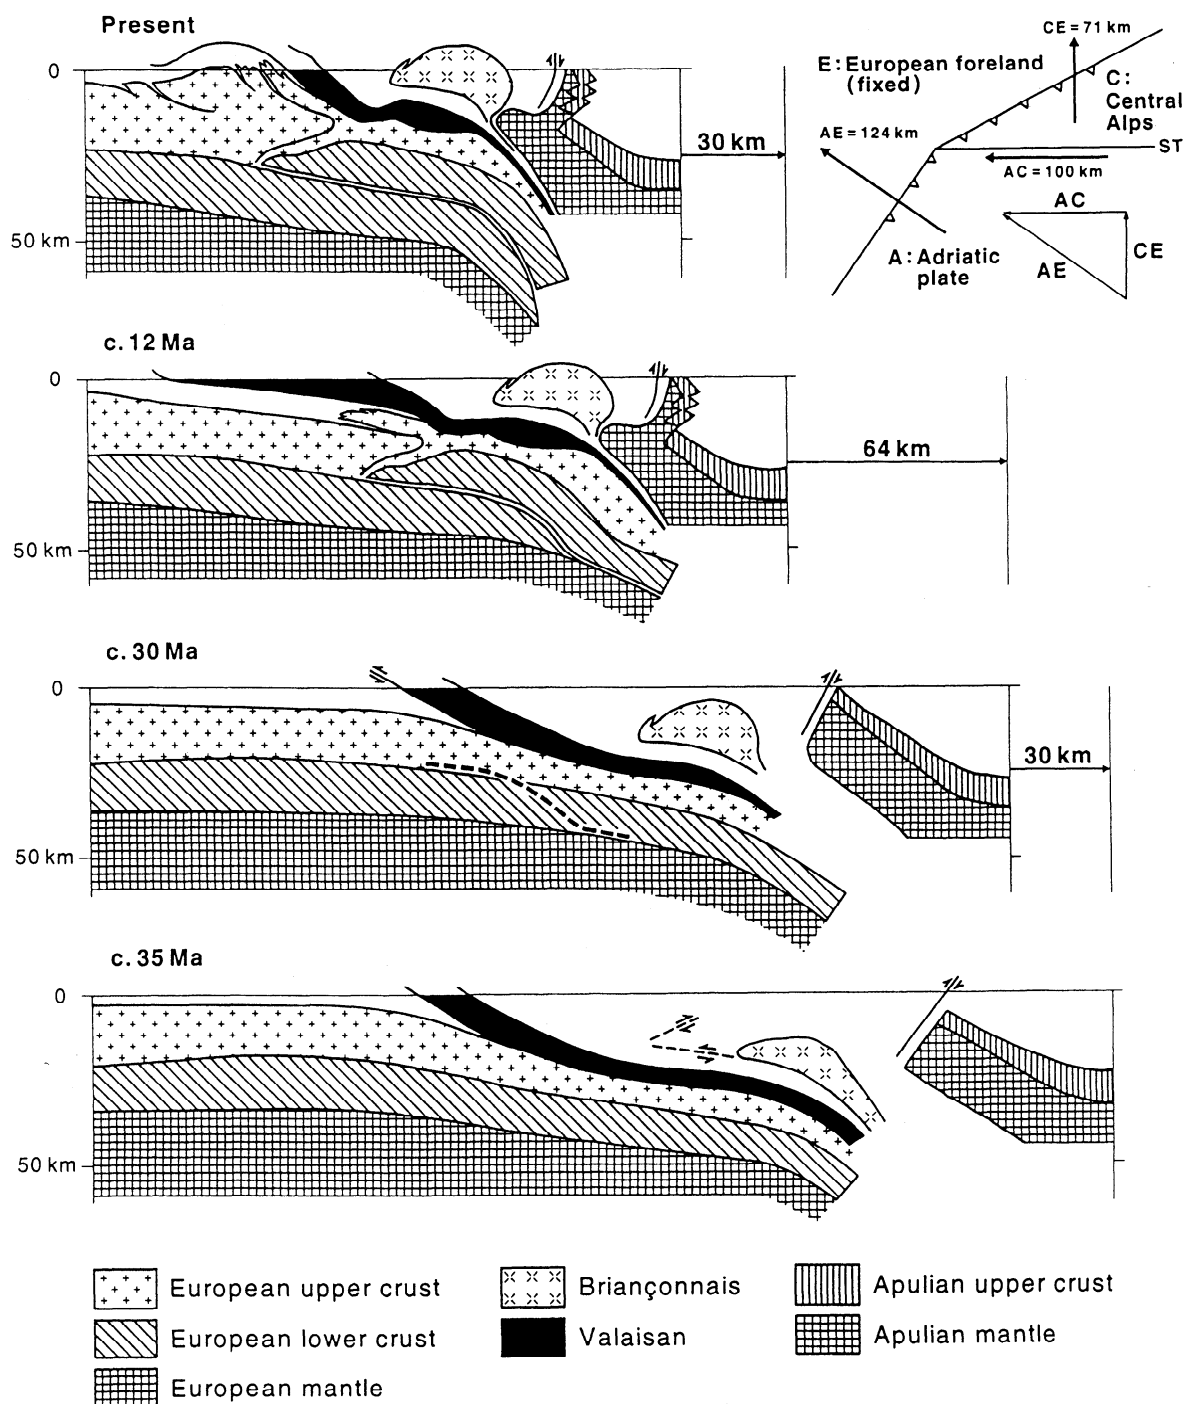 Present
0
50 km
30 km
CE = 71 km
E: European foreland
(fixed)
C:
Central
Alps
AE = 124 km
ST
AC = 100 km
AC
CE
AE
A: Adriatic
plate
c. 12 Ma
0
50 km
64 km
c. 30 Ma
0
50 km
30 km
c. 35 Ma
0
50 km
European upper crust
Briançonnais
Apulian upper crust
European lower crust
Valaisan
Apulian mantle
European mantle